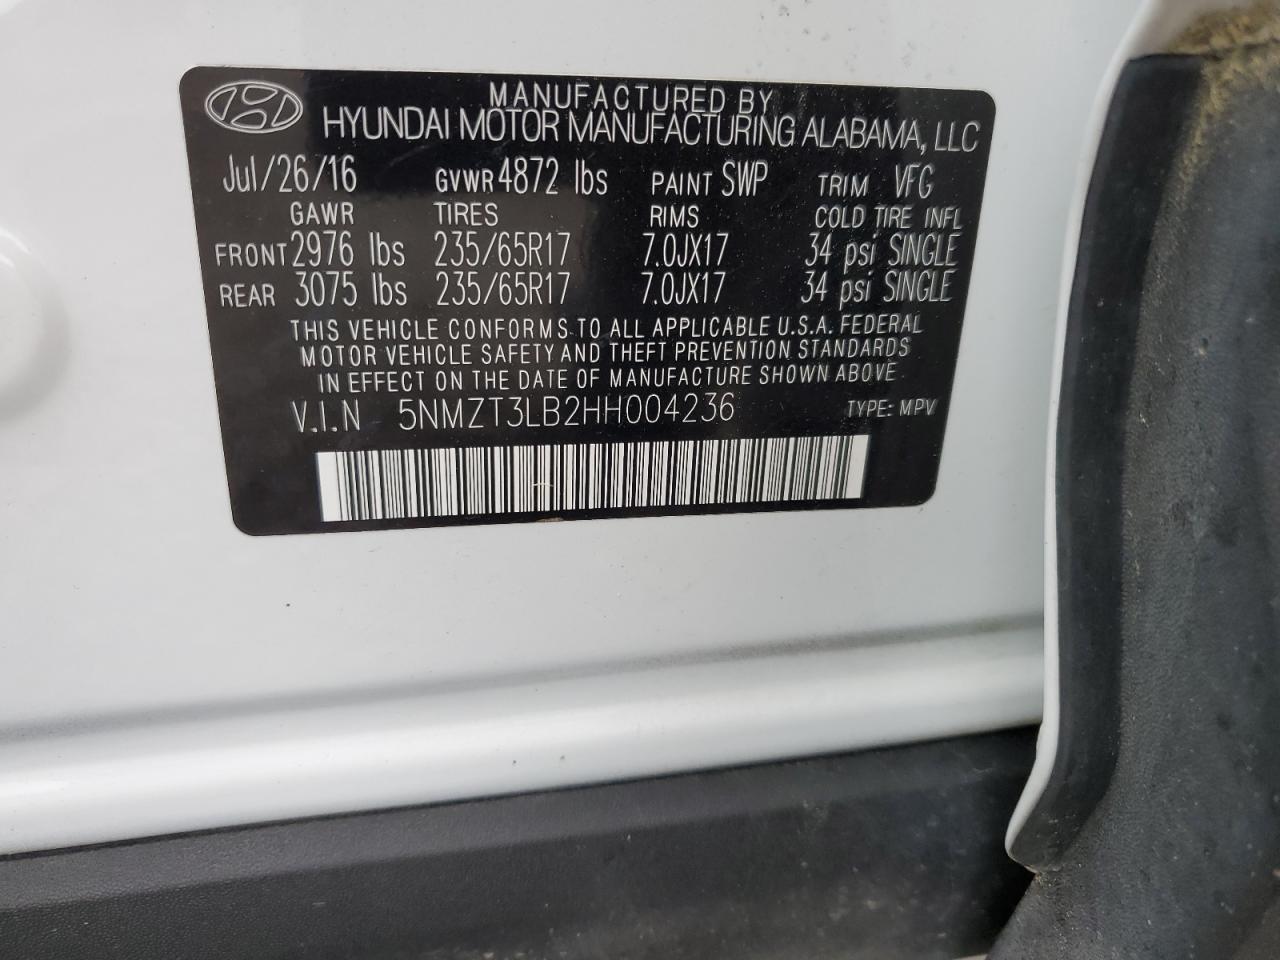 MANUFACTURED BY
HYUNDAI MOTOR MANUFACTURING ALABAMA, LLC
Jul/26/16 GVWR 4872 lbs PAINT SWP TRIM VFG
GAWR TIRES RIMS COLD TIRE INFL
FRONT 2976 lbs 235/65R17 7.0JX17 34 psi SINGLE
REAR 3075 lbs 235/65R17 7.0JX17 34 psi SINGLE
THIS VEHICLE CONFORMS TO ALL APPLICABLE U.S.A. FEDERAL
MOTOR VEHICLE SAFETY AND THEFT PREVENTION STANDARDS
IN EFFECT ON THE DATE OF MANUFACTURE SHOWN ABOVE
V.I.N 5NMZT3LB2HH004236 TYPE: MPV